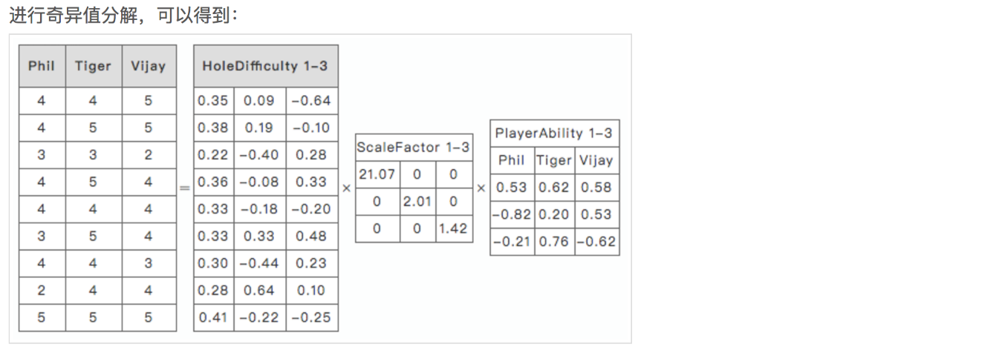 进行奇异值分解，可以得到：
Phil Tiger Vijay
4 4 5
4 5 5
3 3 2
4 5 4
4 4 4
3 5 4
4 4 3
2 4 4
5 5 5
=
HoleDifficulty 1–3
0.35 0.09 −0.64
0.38 0.19 −0.10
0.22 −0.40 0.28
0.36 −0.08 0.33
0.33 −0.18 −0.20
0.33 0.33 0.48
0.30 −0.44 0.23
0.28 0.64 0.10
0.41 −0.22 −0.25
×
ScaleFactor 1–3
21.07 0 0
0 2.01 0
0 0 1.42
×
PlayerAbility 1–3
Phil Tiger Vijay
0.53 0.62 0.58
−0.82 0.20 0.53
−0.21 0.76 −0.62